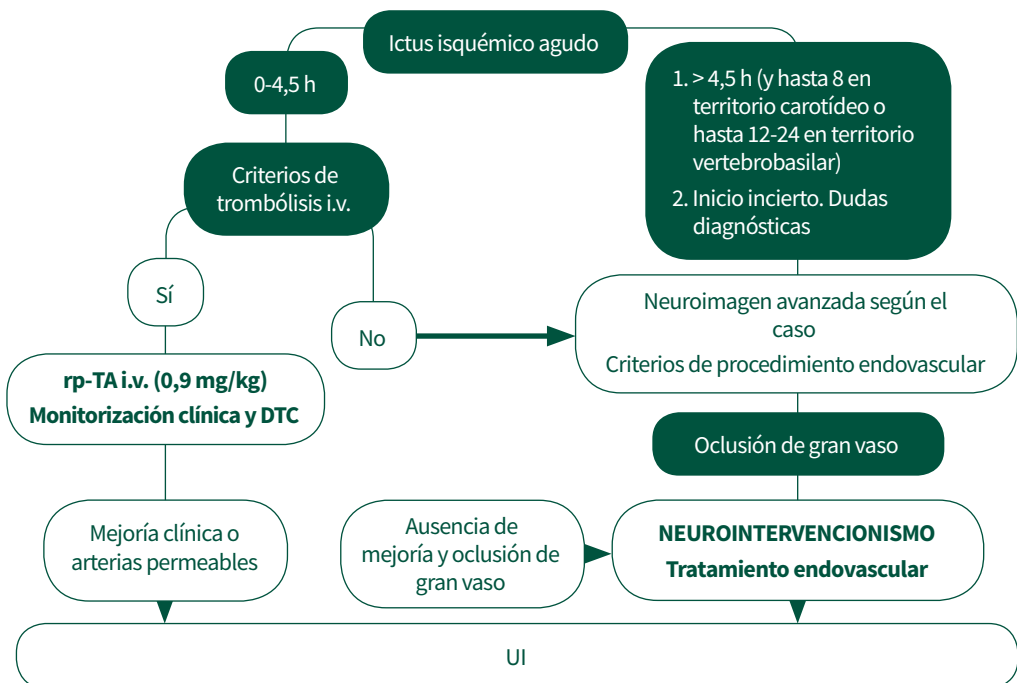 Ictus isquémico agudo
0-4,5 h
1. > 4,5 h (y hasta 8 en
territorio carotídeo o
hasta 12-24 en territorio
vertebrobasilar)
2. Inicio incierto. Dudas
diagnósticas
Criterios de
trombólisis i.v.
Sí
No
Neuroimagen avanzada según el
caso
Criterios de procedimiento endovascular
rp-TA i.v. (0,9 mg/kg)
Monitorización clínica y DTC
Oclusión de gran vaso
Mejoría clínica o
arterias permeables
Ausencia de
mejoría y oclusión de
gran vaso
NEUROINTERVENCIONISMO
Tratamiento endovascular
UI